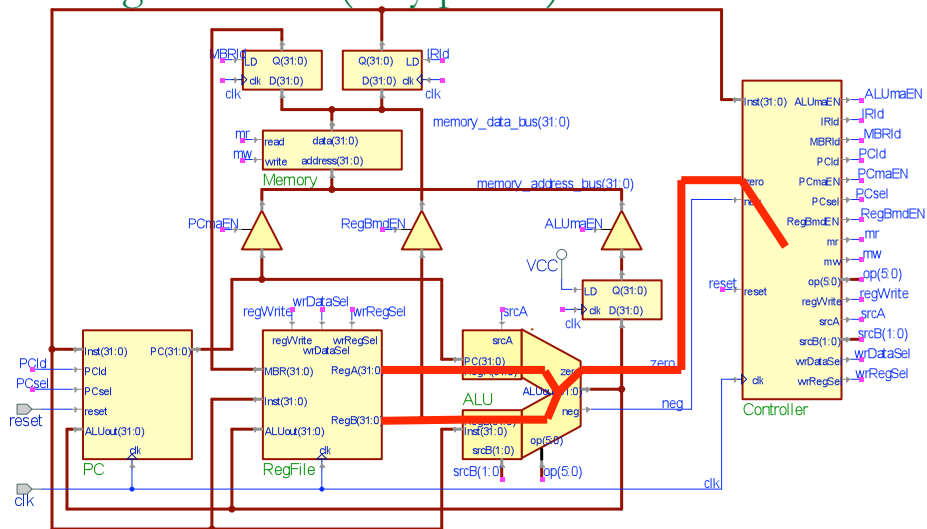 MBRld
LD
Q(31:0)
D(31:0)
clk
clk
Q(31:0)
LD
D(31:0)
clk
IRld
clk
memory_data_bus(31:0)
mr
mw
read
write
data(31:0)
address(31:0)
Memory
memory_address_bus(31:0)
PCmaEN
RegBmdEN
ALUmaEN
VCC
LD
Q(31:0)
D(31:0)
clk
clk
regWrite
wrDataSel
wrRegSel
srcA
PCld
PCsel
reset
Inst(31:0)
PC(31:0)
PCld
PCsel
reset
ALUout(31:0)
clk
PC
regWrite
wrRegSel
wrDataSel
MBR(31:0)
RegA(31:0)
Inst(31:0)
RegB(31:0)
ALUout(31:0)
clk
RegFile
srcA
PC(31:0)
zero
ALU
neg
Inst(31:0)
srcB(1:0)
op(5:0)
srcB(1:0)
op(5:0)
zero
neg
clk
clk
reset
Inst(31:0)
zero
reset
clk
ALUmaEN
IRld
MBRld
PCld
PCmaEN
PCsel
RegBmdEN
mr
mw
op(5:0)
regWrite
srcA
srcB(1:0)
wrDataSel
wrRegSel
Controller
ALUmaEN
IRld
MBRld
PCld
PCmaEN
PCsel
RegBmdEN
mr
mw
op(5:0)
regWrite
srcA
srcB(1:0)
wrDataSel
wrRegSel